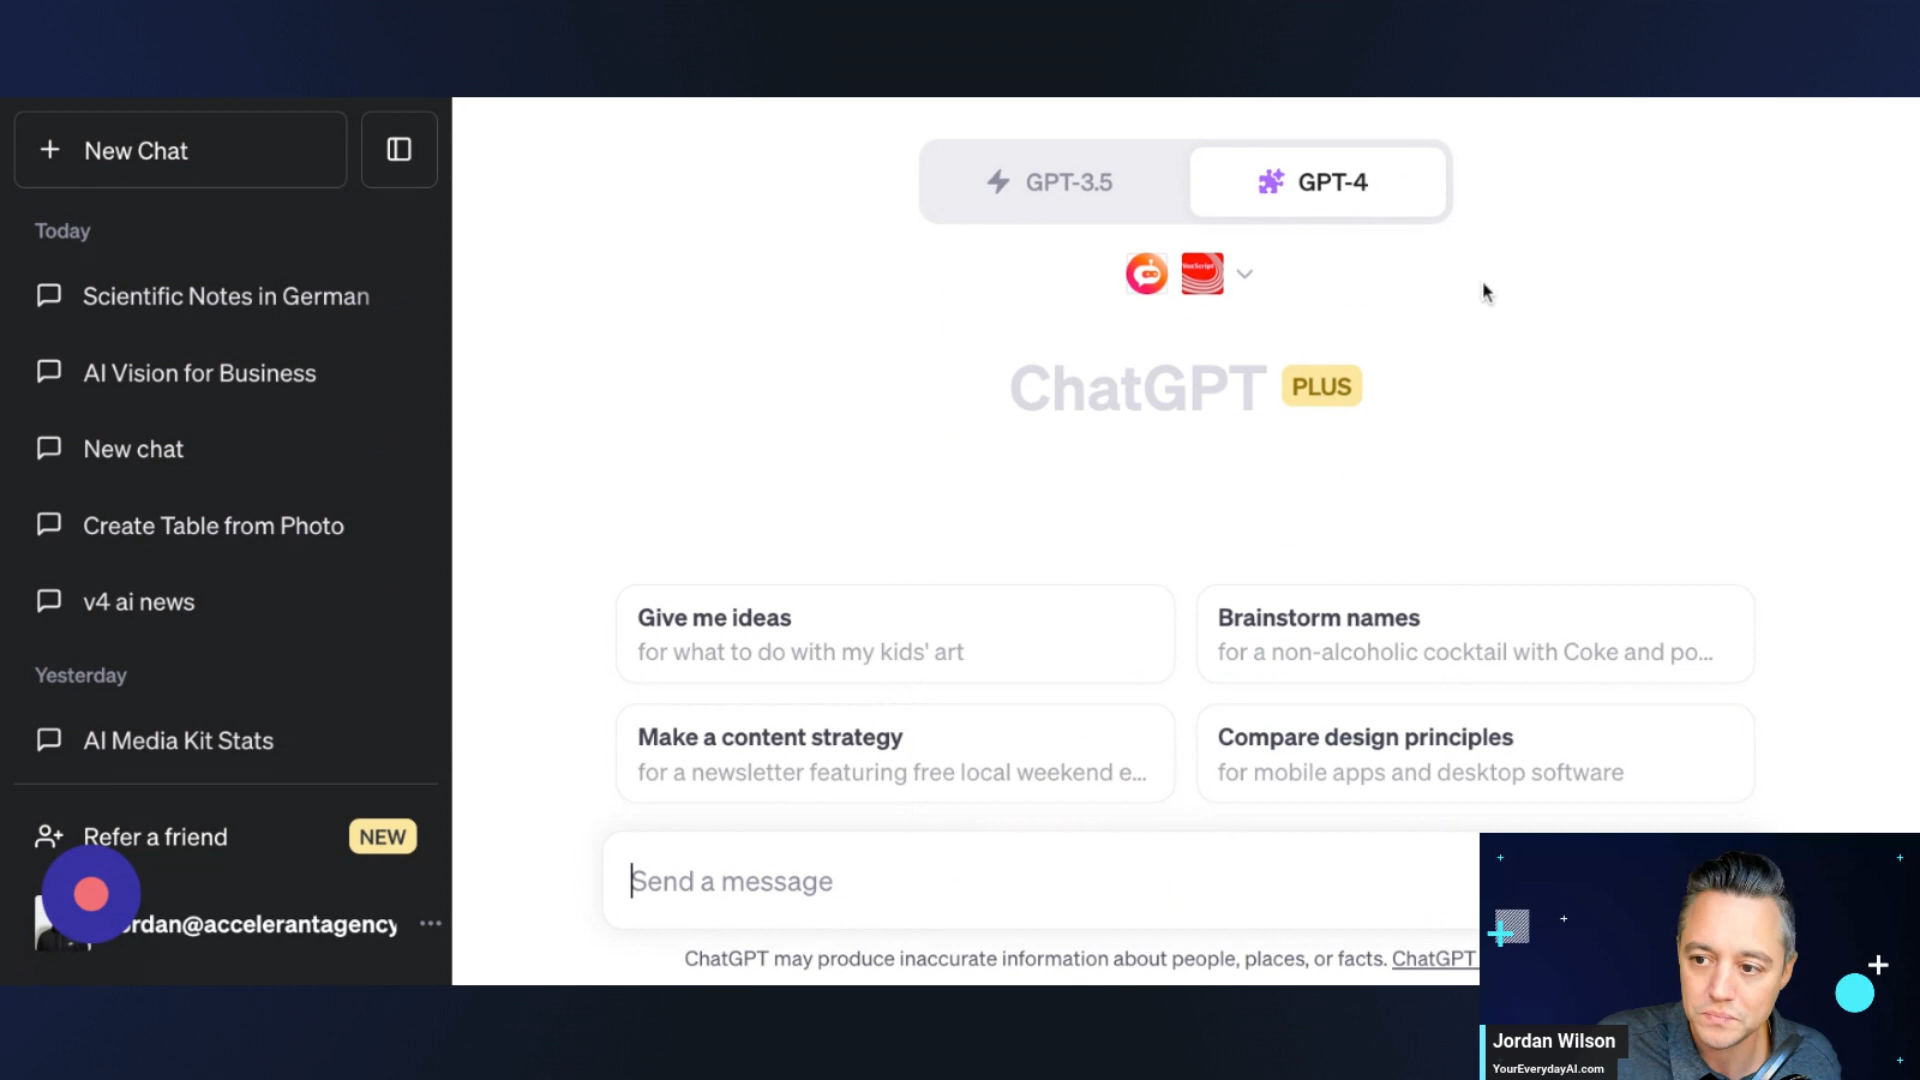 New Chat
Today
Scientific Notes in German
AI Vision for Business
New chat
Create Table from Photo
v4 ai news
Yesterday
AI Media Kit Stats
Refer a friend
NEW
ordan@accelerantagency
GPT-3.5
GPT-4
VoxScript
ChatGPT PLUS
Give me ideas
for what to do with my kids' art
Brainstorm names
for a non-alcoholic cocktail with Coke and po...
Make a content strategy
for a newsletter featuring free local weekend e...
Compare design principles
for mobile apps and desktop software
Send a message
ChatGPT may produce inaccurate information about people, places, or facts. ChatGPT
Jordan Wilson
YourEverydayAI.com